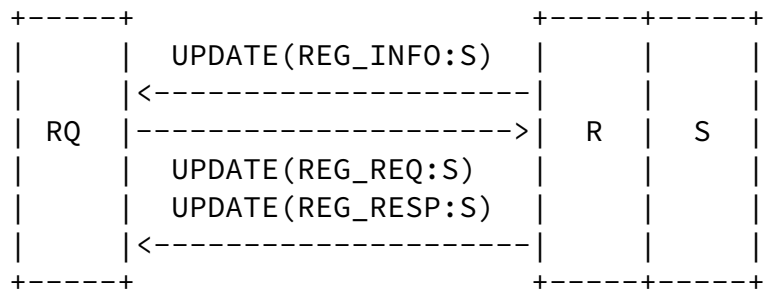 UPDATE(REG_INFO:S)
RQ R S
UPDATE(REG_REQ:S)
UPDATE(REG_RESP:S)